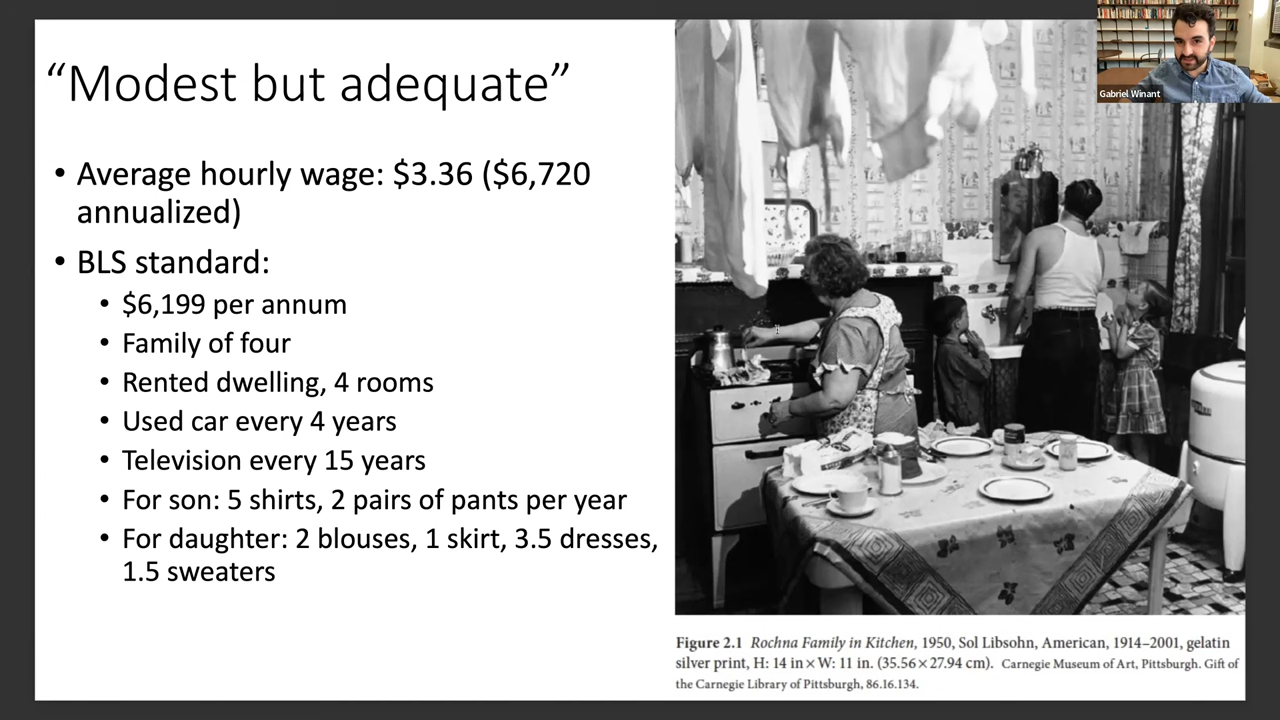 “Modest but adequate”
• Average hourly wage: $3.36 ($6,720
annualized)
• BLS standard:
• $6,199 per annum
• Family of four
• Rented dwelling, 4 rooms
• Used car every 4 years
• Television every 15 years
• For son: 5 shirts, 2 pairs of pants per year
• For daughter: 2 blouses, 1 skirt, 3.5 dresses,
1.5 sweaters
Gabriel Winant
Figure 2.1 Rochna Family in Kitchen, 1950, Sol Libsohn, American, 1914–2001, gelatin
silver print, H: 14 in × W: 11 in. (35.56 × 27.94 cm). Carnegie Museum of Art, Pittsburgh. Gift of
the Carnegie Library of Pittsburgh, 86.16.134.